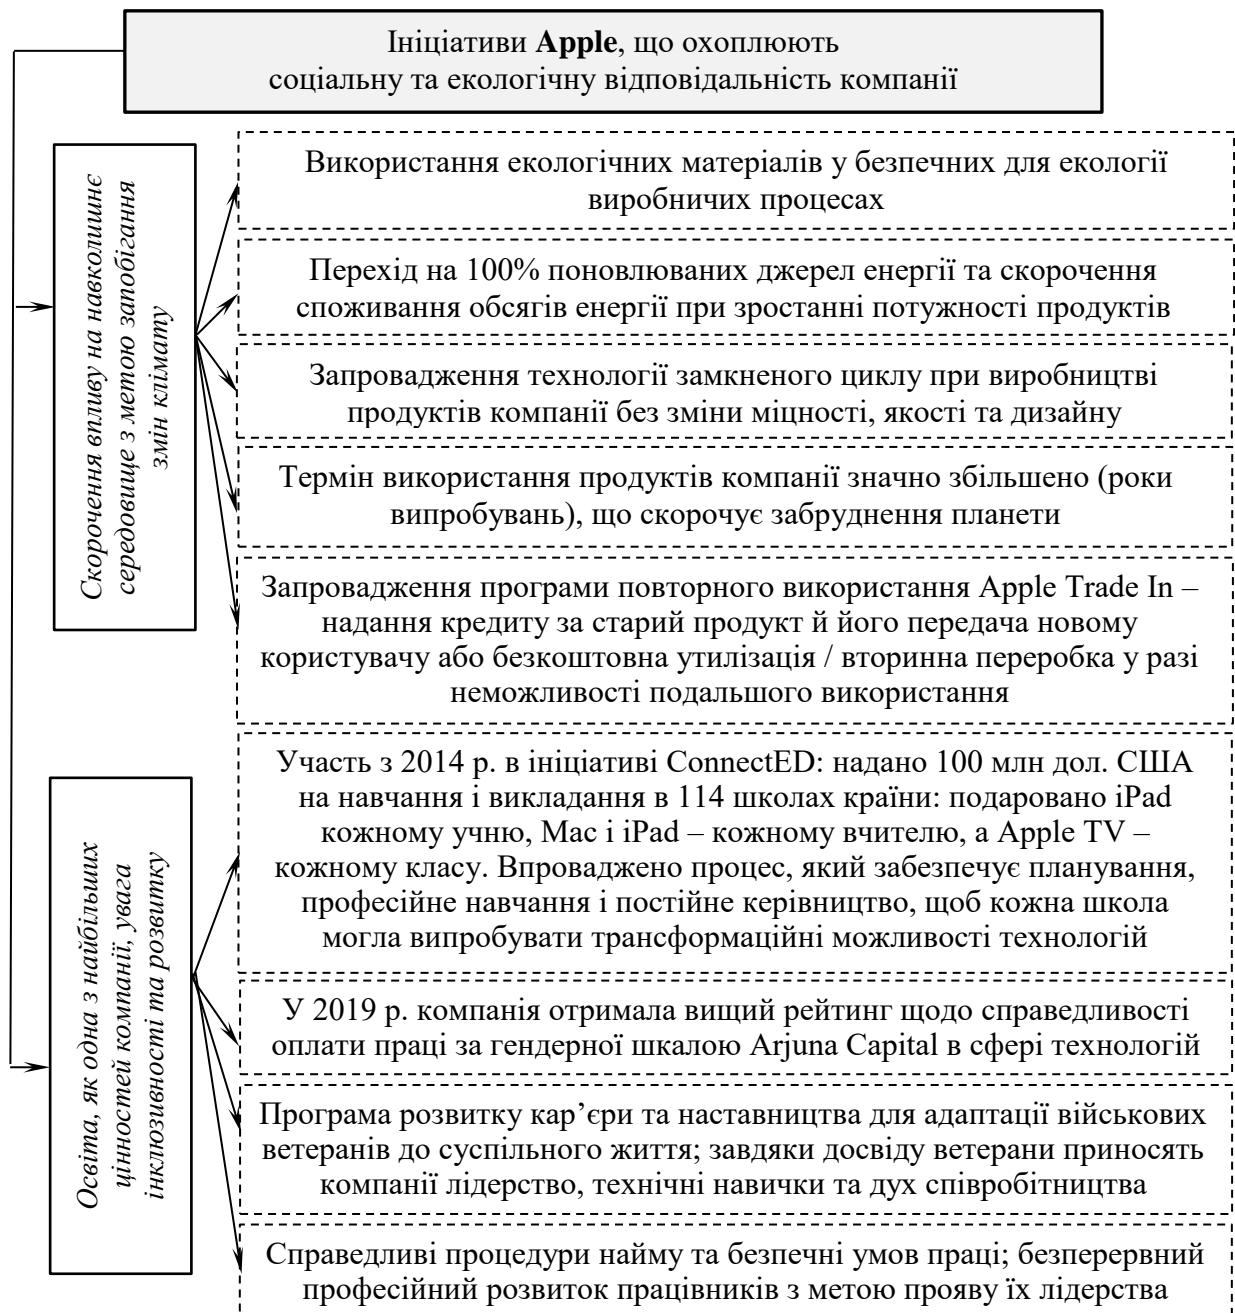 Ініціативи Apple, що охоплюють
соціальну та екологічну відповідальність компанії
Скорочення впливу на навколишнє
середовище з метою запобігання
змін клімату
Використання екологічних матеріалів у безпечних для екології
виробничих процесах
Перехід на 100% поновлюваних джерел енергії та скорочення
споживання обсягів енергії при зростанні потужності продуктів
Запровадження технології замкненого циклу при виробництві
продуктів компанії без зміни міцності, якості та дизайну
Термін використання продуктів компанії значно збільшено (роки
випробувань), що скорочує забруднення планети
Запровадження програми повторного використання Apple Trade In –
надання кредиту за старий продукт й його передача новому
користувачу або безкоштовна утилізація / вторинна переробка у разі
неможливості подальшого використання
Освіта, як одна з найбільших
цінностей компанії, увага
інклюзивності та розвитку
Участь з 2014 р. в ініціативі ConnectED: надано 100 млн дол. США
на навчання і викладання в 114 школах країни: подаровано iPad
кожному учню, Mac і iPad – кожному вчителю, а Apple TV –
кожному класу. Впроваджено процес, який забезпечує планування,
професійне навчання і постійне керівництво, щоб кожна школа
могла випробувати трансформаційні можливості технологій
У 2019 р. компанія отримала вищий рейтинг щодо справедливості
оплати праці за гендерної шкалою Arjuna Capital в сфері технологій
Програма розвитку кар’єри та наставництва для адаптації військових
ветеранів до суспільного життя; завдяки досвіду ветерани приносять
компанії лідерство, технічні навички та дух співробітництва
Справедливі процедури найму та безпечні умов праці; безперервний
професійний розвиток працівників з метою прояву їх лідерства